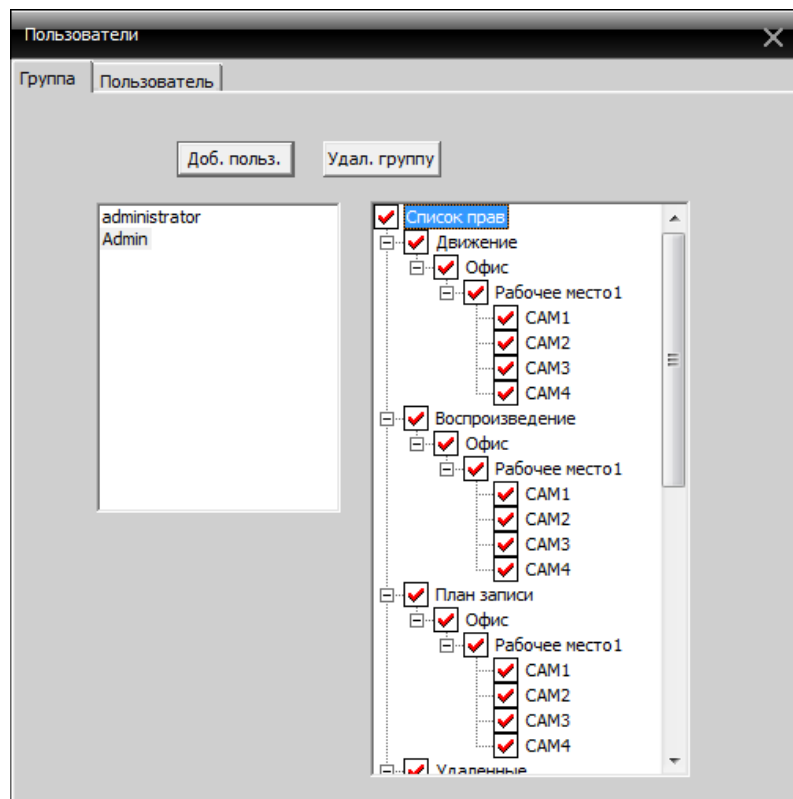 Пользователи
Группа
Пользователь
Доб. польз.
Удал. группу
administrator
Admin
Список прав
Движение
Офис
Рабочее место1
CAM1
CAM2
CAM3
CAM4
Воспроизведение
Офис
Рабочее место1
CAM1
CAM2
CAM3
CAM4
План записи
Офис
Рабочее место1
CAM1
CAM2
CAM3
CAM4
Удаленные